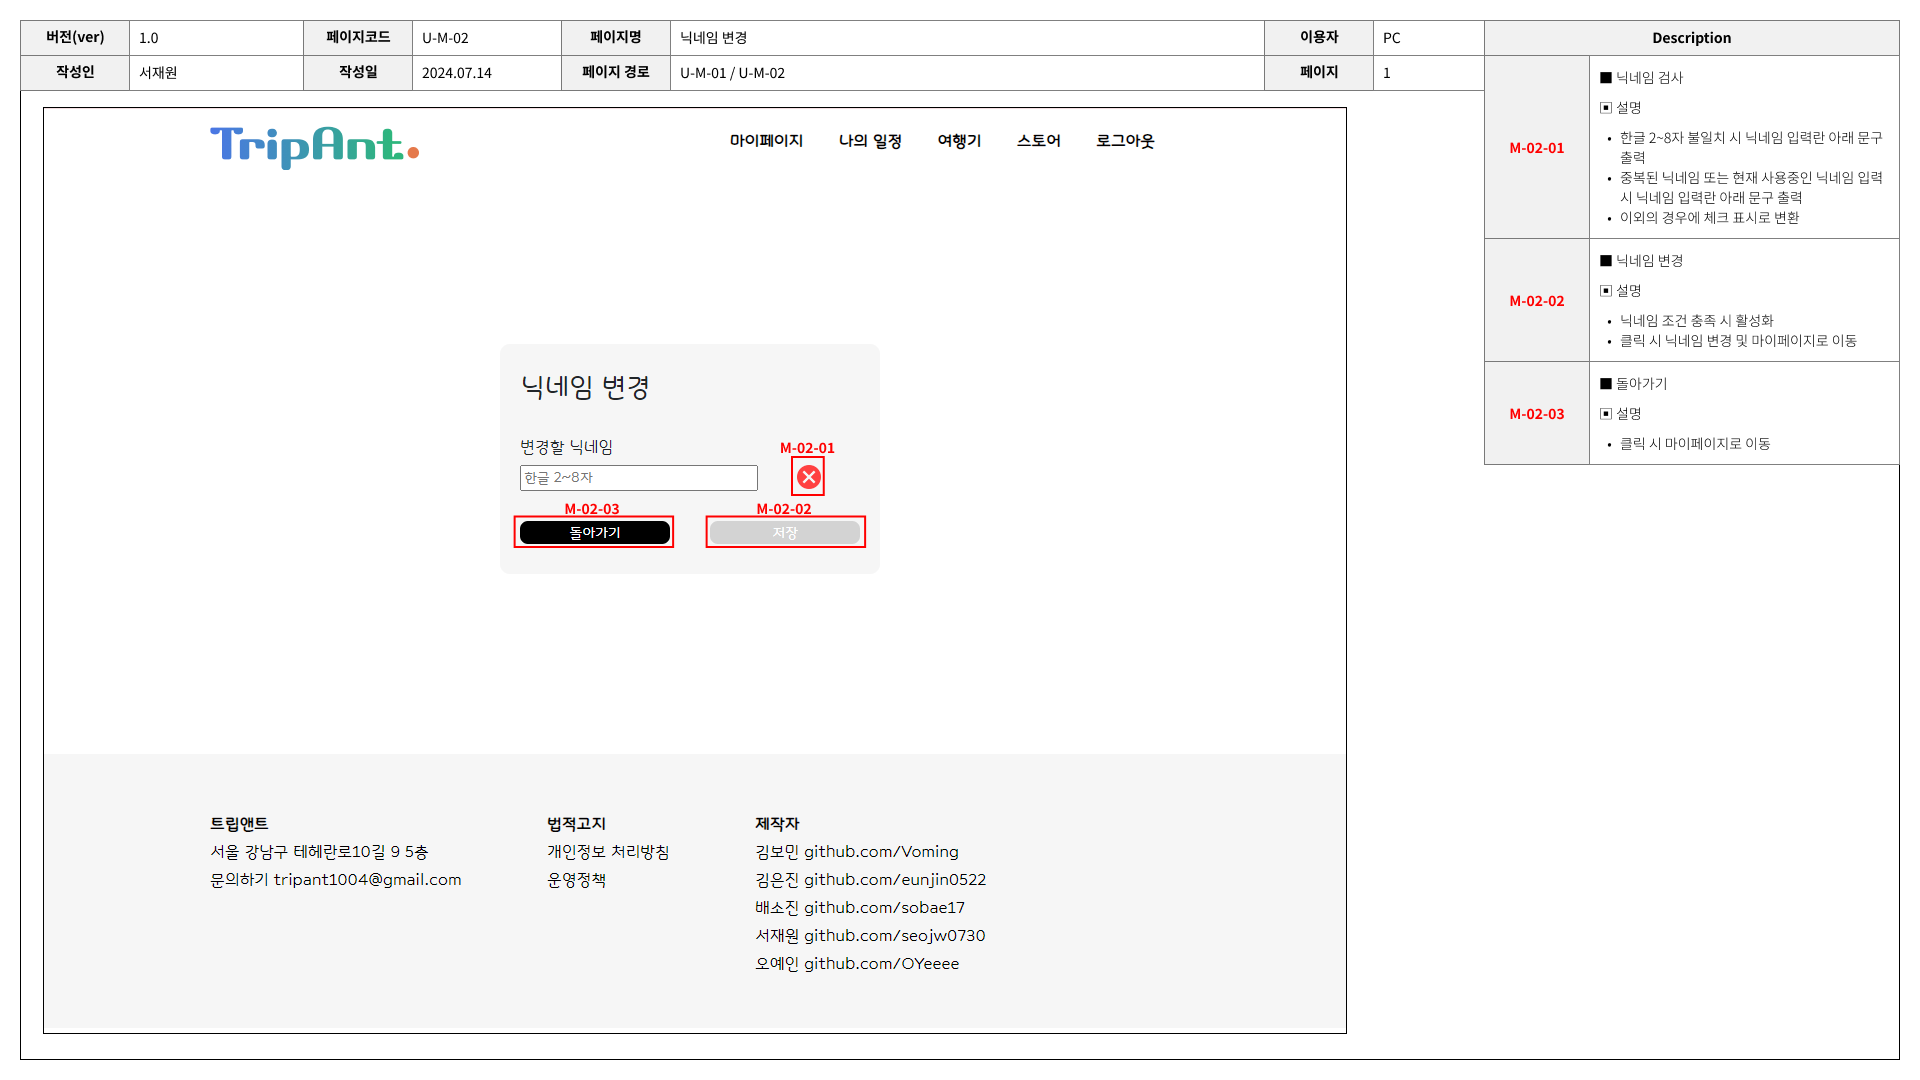 버전(ver) 1.0 페이지코드 U-M-02 페이지명 닉네임 변경 이용자 PC
작성인 서재원 작성일 2024.07.14 페이지 경로 U-M-01 / U-M-02 페이지 1
TripAnt.
마이페이지 나의 일정 여행기 스토어 로그아웃
닉네임 변경
변경할 닉네임
M-02-01
한글 2~8자
M-02-03 M-02-02
돌아가기 저장
트립앤트
서울 강남구 테헤란로10길 9 5층
문의하기 tripant1004@gmail.com
법적고지
개인정보 처리방침
운영정책
제작자
김보민 github.com/Voming
김은진 github.com/eunjin0522
배소진 github.com/sobae17
서재원 github.com/seojw0730
오예인 github.com/OYeeee
Description
M-02-01
■ 닉네임 검사
▣ 설명
• 한글 2~8자 불일치 시 닉네임 입력란 아래 문구
출력
• 중복된 닉네임 또는 현재 사용중인 닉네임 입력
시 닉네임 입력란 아래 문구 출력
• 이외의 경우에 체크 표시로 변환
M-02-02
■ 닉네임 변경
▣ 설명
• 닉네임 조건 충족 시 활성화
• 클릭 시 닉네임 변경 및 마이페이지로 이동
M-02-03
■ 돌아가기
▣ 설명
• 클릭 시 마이페이지로 이동